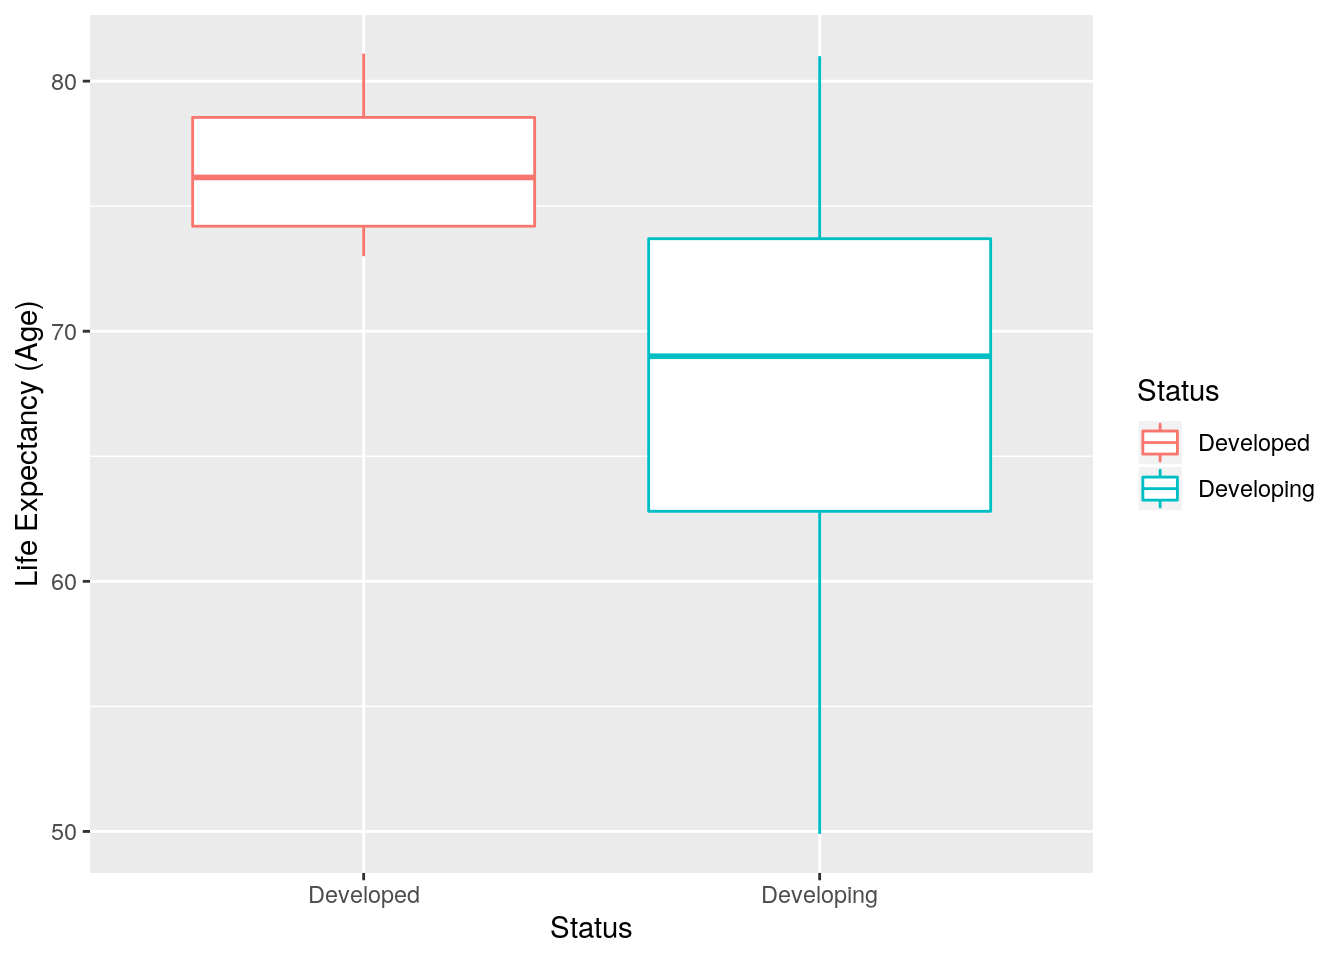 80
70
60
50
Life Expectancy (Age)
Developed
Developing
Status
Status
Developed
Developing